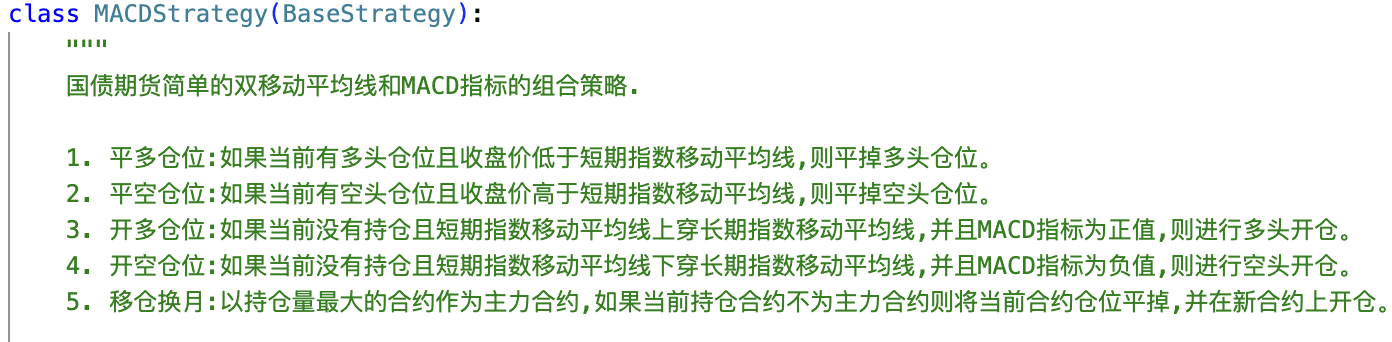 class MACDStrategy(BaseStrategy):
"""
国债期货简单的双移动平均线和MACD指标的组合策略.
1. 平多仓位:如果当前有多头仓位且收盘价低于短期指数移动平均线,则平掉多头仓位。
2. 平空仓位:如果当前有空头仓位且收盘价高于短期指数移动平均线,则平掉空头仓位。
3. 开多仓位:如果当前没有持仓且短期指数移动平均线上穿长期指数移动平均线,并且MACD指标为正值,则进行多头开仓。
4. 开空仓位:如果当前没有持仓且短期指数移动平均线下穿长期指数移动平均线,并且MACD指标为负值,则进行空头开仓。
5. 移仓换月:以持仓量最大的合约作为主力合约,如果当前持仓合约不为主力合约则将当前合约仓位平掉,并在新合约上开仓。